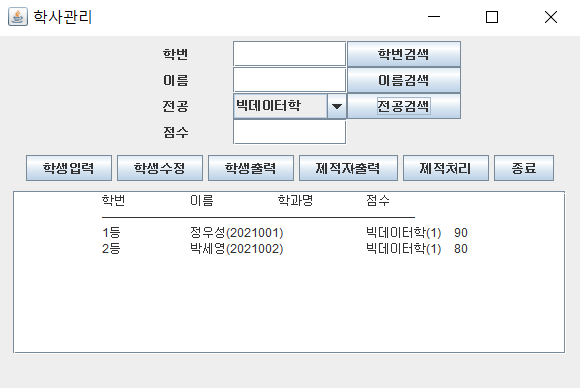 학사관리
학번 학번검색
이름 이름검색
전공 빅데이터학 전공검색
점수
학생입력 학생수정 학생출력 제적자출력 제적처리 종료
학번 이름 학과명 점수
1등 정우성(2021001) 빅데이터학(1) 90
2등 박세영(2021002) 빅데이터학(1) 80